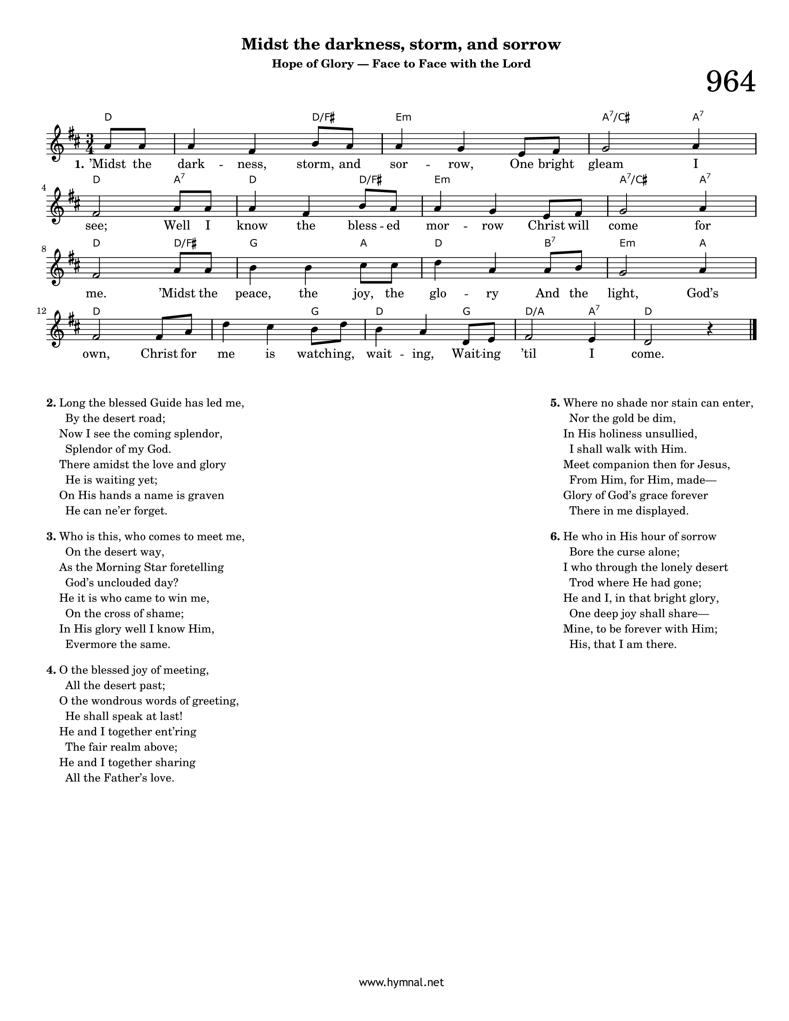 Midst the darkness, storm, and sorrow
Hope of Glory — Face to Face with the Lord
964
D D/F♯ Em A7/C♯ A7
3 4
1. ’Midst the dark - ness, storm, and sor - row, One bright gleam I
4
D A7 D D/F♯ Em A7/C♯ A7
see; Well I know the bless - ed mor - row Christ will come for
8
D D/F♯ G A D B7 Em A
me. ’Midst the peace, the joy, the glo - ry And the light, God’s
12
D G D G D/A A7 D
own, Christ for me is watching, wait - ing, Wait-ing ’til I come.
2. Long the blessed Guide has led me,
By the desert road;
Now I see the coming splendor,
Splendor of my God.
There amidst the love and glory
He is waiting yet;
On His hands a name is graven
He can ne’er forget.
3. Who is this, who comes to meet me,
On the desert way,
As the Morning Star foretelling
God’s unclouded day?
He it is who came to win me,
On the cross of shame;
In His glory well I know Him,
Evermore the same.
4. O the blessed joy of meeting,
All the desert past;
O the wondrous words of greeting,
He shall speak at last!
He and I together ent’ring
The fair realm above;
He and I together sharing
All the Father’s love.
5. Where no shade nor stain can enter,
Nor the gold be dim,
In His holiness unsullied,
I shall walk with Him.
Meet companion then for Jesus,
From Him, for Him, made—
Glory of God’s grace forever
There in me displayed.
6. He who in His hour of sorrow
Bore the curse alone;
I who through the lonely desert
Trod where He had gone;
He and I, in that bright glory,
One deep joy shall share—
Mine, to be forever with Him;
His, that I am there.
www.hymnal.net